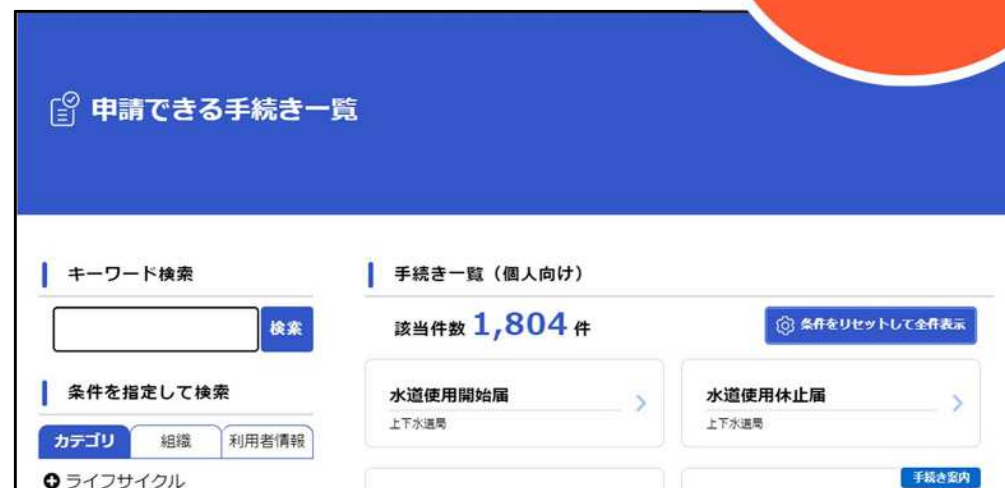 申請できる手続き一覧
キーワード検索
検索
条件を指定して検索
カテゴリ 組織 利用者情報
ライフサイクル
手続き一覧（個人向け）
該当件数 1,804 件
条件をリセットして全件表示
水道使用開始届
上下水道局
水道使用休止届
上下水道局
手続き案内